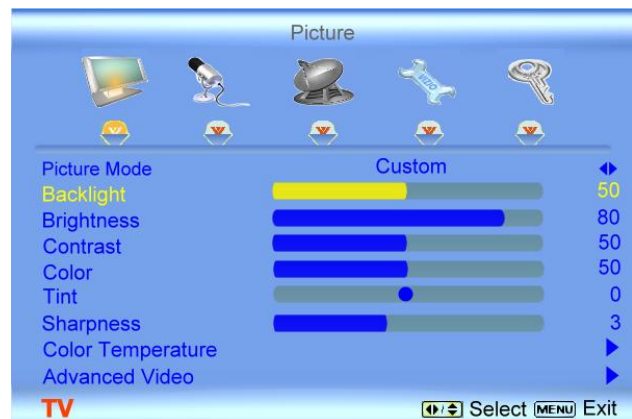 Picture
VIZIO
Picture Mode Custom
Backlight 50
Brightness 80
Contrast 50
Color 50
Tint 0
Sharpness 3
Color Temperature
Advanced Video
TV Select MENU Exit